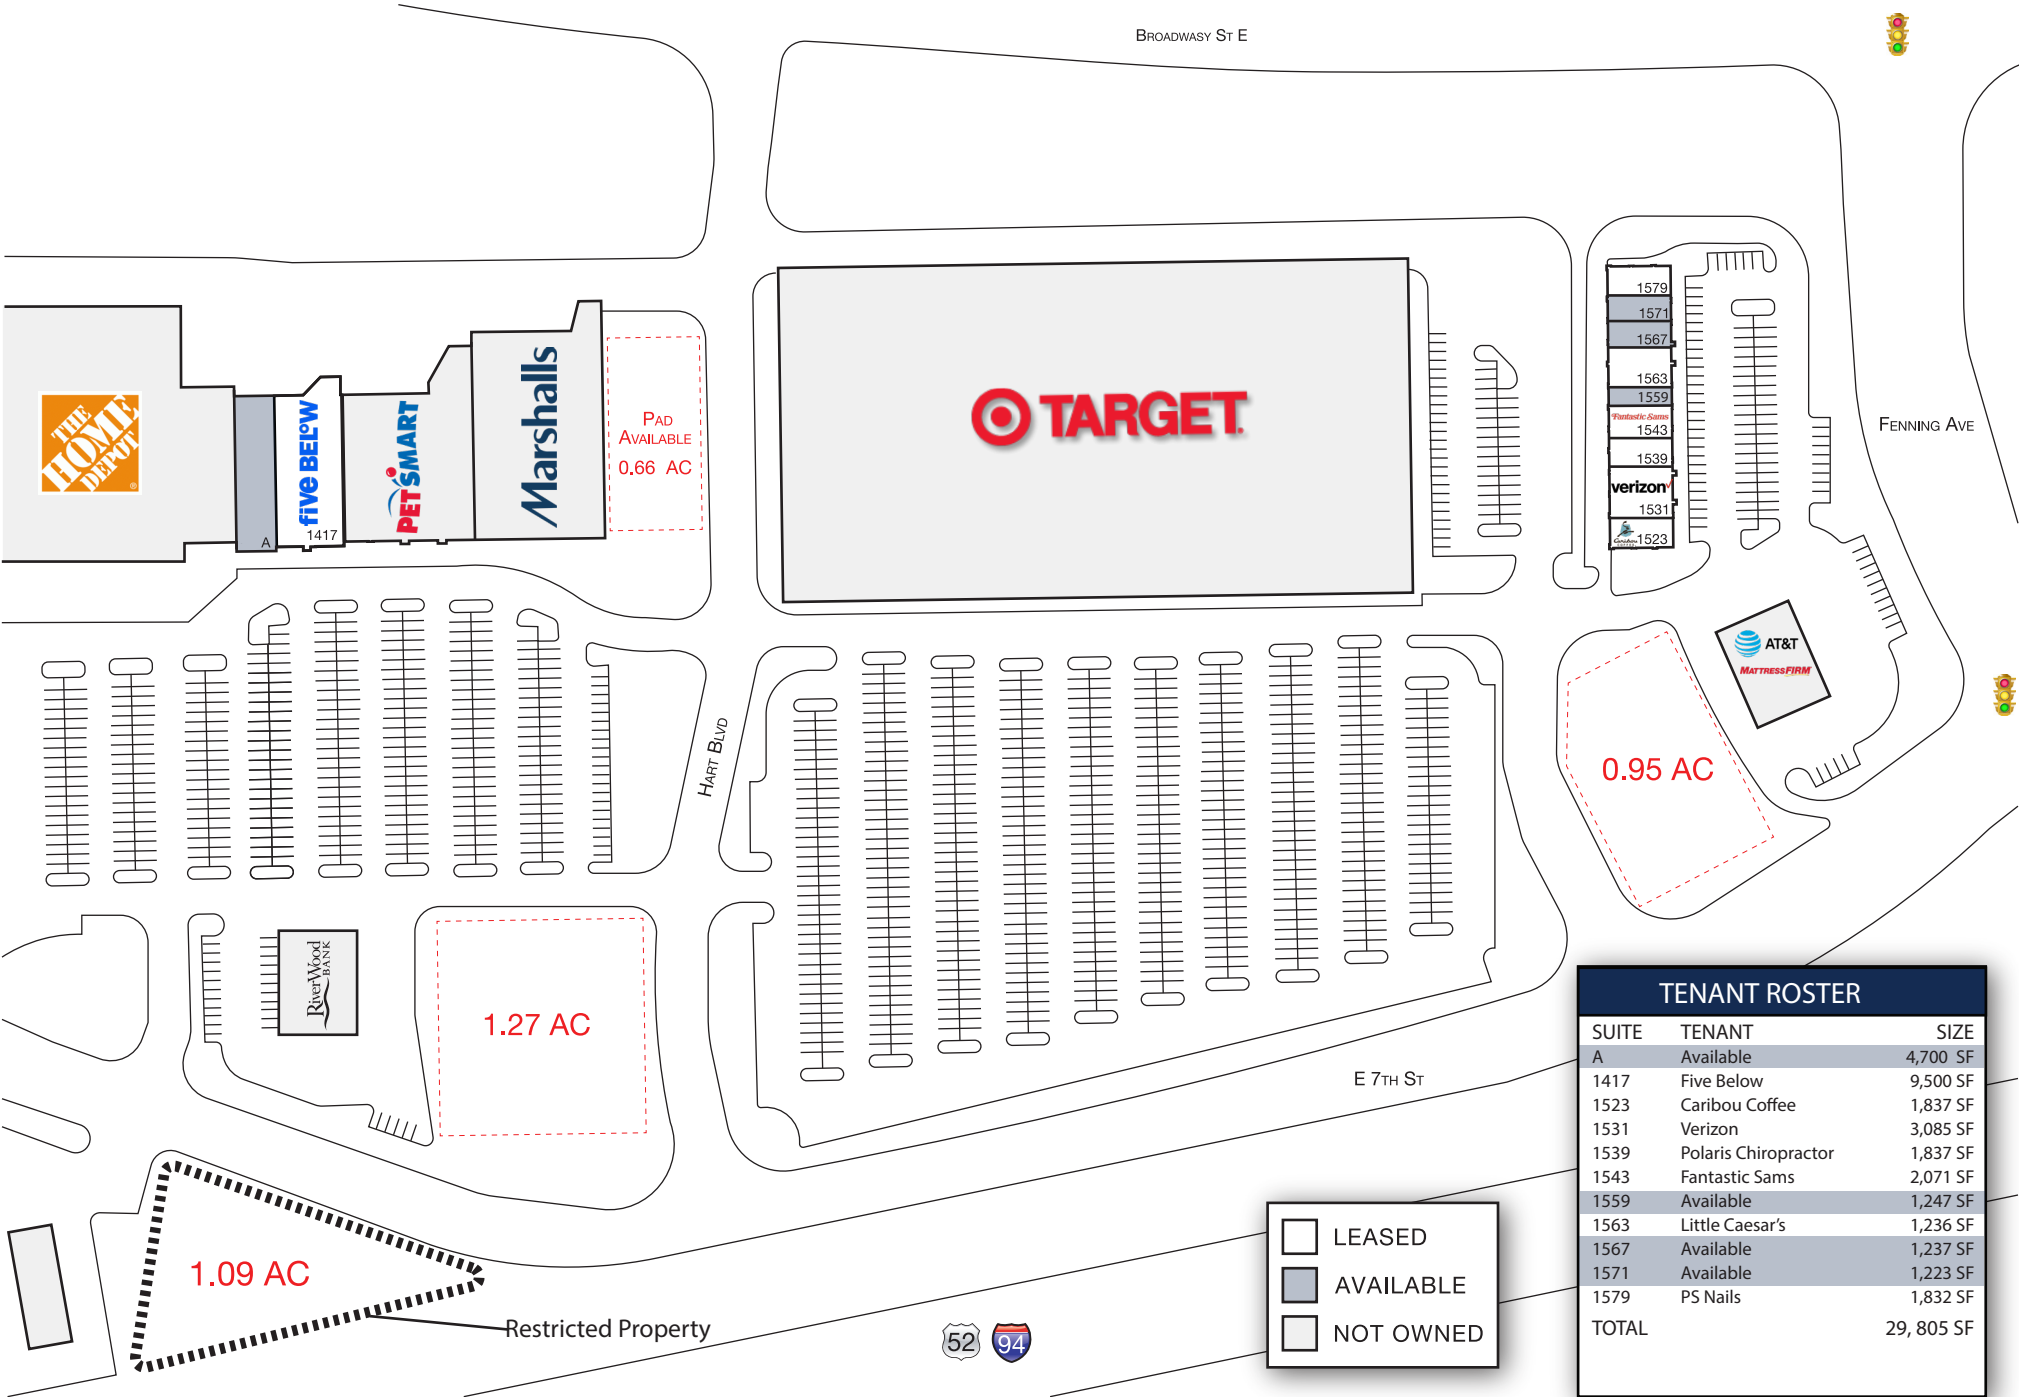 BROADWASY ST E
FENNING AVE
THE
HOME
DEPOT
®
A
five BELOW
1417
PETSMART
Marshalls
PAD
AVAILABLE
0.66 AC
TARGET.
1579
1571
1567
1563
1559
Fantastic Sams
1543
1539
verizon
1531
Caribou
COFFEE
1523
AT&T
MATTRESSFIRM
0.95 AC
HART BLVD
RiverWood
BANK
1.27 AC
E 7TH ST
1.09 AC
Restricted Property
52 94
LEASED
AVAILABLE
NOT OWNED
TENANT ROSTER
SUITE TENANT SIZE
A Available 4,700 SF
1417 Five Below 9,500 SF
1523 Caribou Coffee 1,837 SF
1531 Verizon 3,085 SF
1539 Polaris Chiropractor 1,837 SF
1543 Fantastic Sams 2,071 SF
1559 Available 1,247 SF
1563 Little Caesar's 1,236 SF
1567 Available 1,237 SF
1571 Available 1,223 SF
1579 PS Nails 1,832 SF
TOTAL 29, 805 SF